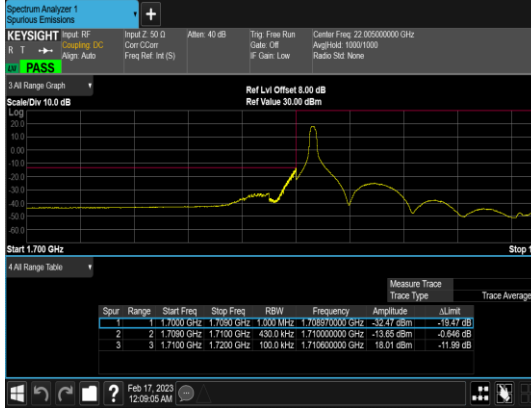 Spectrum Analyzer 1
Spurious Emissions
+
KEYSIGHT
R T
PASS
Input: RF
Coupling: DC
Align: Auto
Input Z: 50 Ω
Corr CCorr
Freq Ref: Int (S)
Atten: 40 dB
Trig: Free Run
Gate: Off
IF Gain: Low
Center Freq: 22.005000000 GHz
Avg|Hold: 1000/1000
Radio Std: None
3 All Range Graph
Scale/Div 10.0 dB
Ref Lvl Offset 8.00 dB
Ref Value 30.00 dBm
Log
20.0
10.0
0.00
-10.0
-20.0
-30.0
-40.0
-50.0
-60.0
Start 1.700 GHz
Stop 1
4 All Range Table
Measure Trace
Trace Type Trace Average
Spur Range Start Freq Stop Freq RBW Frequency Amplitude ΔLimit
1 1 1.7000 GHz 1.7090 GHz 1.000 MHz 1.708970000 GHz -32.47 dBm -19.47 dB
2 2 1.7090 GHz 1.7100 GHz 430.0 kHz 1.710000000 GHz -13.65 dBm -0.646 dB
3 3 1.7100 GHz 1.7200 GHz 100.0 kHz 1.710600000 GHz 18.01 dBm -11.99 dB
?
Feb 17, 2023
12:09:05 AM